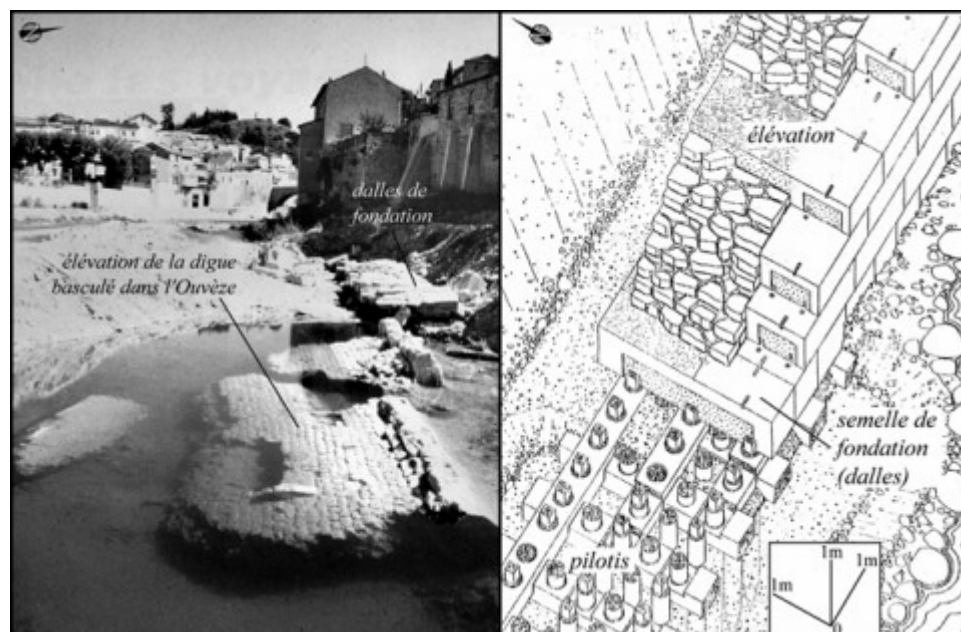 dalles de
fondation
élévation de la digue
basculé dans l'Ouvèze
élévation
semelle de
fondation
(dalles)
pilotis
1m
1m
1m
0